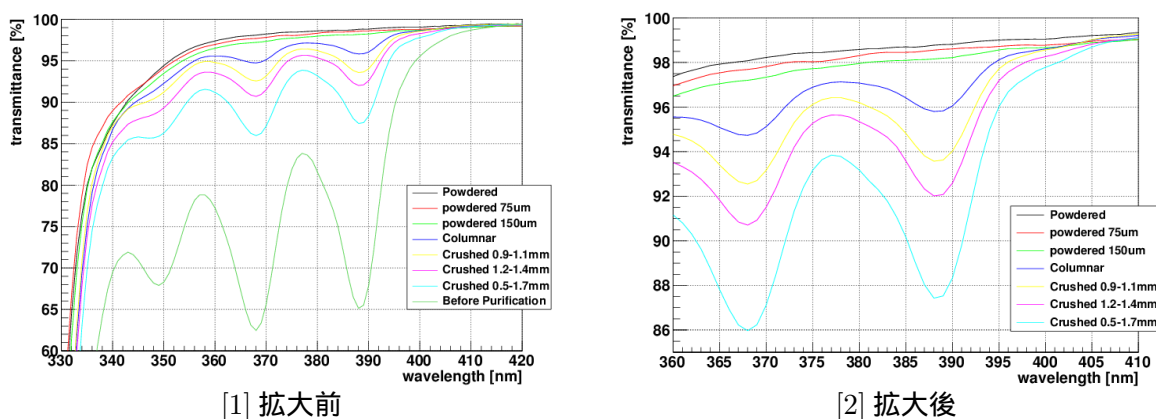 transmittance [%]
100
95
90
85
80
75
70
65
60
330
340
350
360
370
380
390
400
410
420
wavelength [nm]
Powdered
powdered 75um
powdered 150um
Columnar
Crushed 0.9-1.1mm
Crushed 1.2-1.4mm
Crushed 0.5-1.7mm
Before Purification
[1] 拡大前
transmittance [%]
100
98
96
94
92
90
88
86
360
365
370
375
380
385
390
395
400
405
410
wavelength [nm]
Powdered
powdered 75um
powdered 150um
Columnar
Crushed 0.9-1.1mm
Crushed 1.2-1.4mm
Crushed 0.5-1.7mm
[2] 拡大後